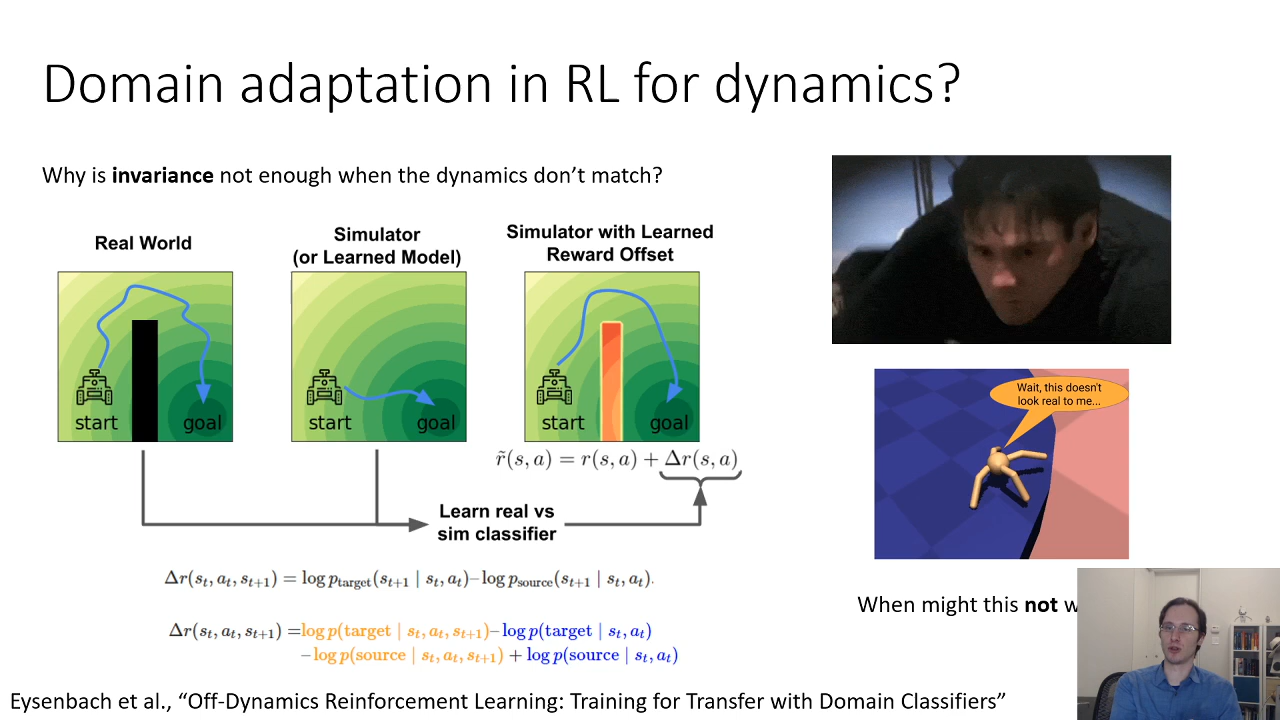 Domain adaptation in RL for dynamics?
Why is invariance not enough when the dynamics don't match?
Real World
Simulator
(or Learned Model)
Simulator with Learned
Reward Offset
start
goal
start
goal
start
goal
r̃(s, a) = r(s, a) + Δr(s, a)
Learn real vs
sim classifier
Δr(s_t, a_t, s_{t+1}) = log p_target(s_{t+1} | s_t, a_t) − log p_source(s_{t+1} | s_t, a_t).
Δr(s_t, a_t, s_{t+1}) = log p(target | s_t, a_t, s_{t+1}) − log p(target | s_t, a_t)
− log p(source | s_t, a_t, s_{t+1}) + log p(source | s_t, a_t)
Wait, this doesn't
look real to me...
When might this not w
Eysenbach et al., “Off-Dynamics Reinforcement Learning: Training for Transfer with Domain Classifiers”